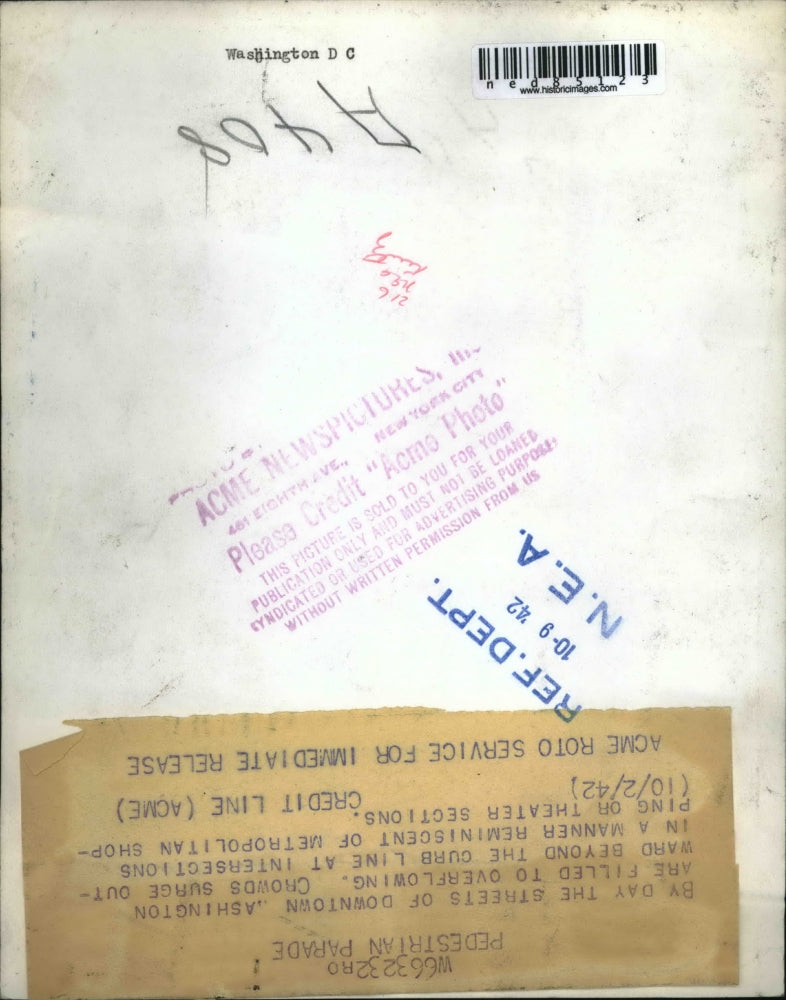 Washington D C
ned85123
www.historicimages.com
A408
216
NEA
ACME NEWSPICTURES, INC
461 EIGHTH AVE., NEW YORK CITY
Please Credit "Acme Photo"
THIS PICTURE IS SOLD TO YOU FOR YOUR
PUBLICATION ONLY AND MUST NOT BE LOANED
SYNDICATED OR USED FOR ADVERTISING PURPOSES
WITHOUT WRITTEN PERMISSION FROM US
N.E.A.
10-9 '42
REF. DEPT.
W663232RO
PEDESTRIAN PARADE
BY DAY THE STREETS OF DOWNTOWN WASHINGTON
ARE FILLED TO OVERFLOWING. CROWDS SURGE OUT-
WARD BEYOND THE CURB LINE AT INTERSECTIONS
IN A MANNER REMINISCENT OF METROPOLITAN SHOP-
PING OR THEATER SECTIONS.
(10/2/42) CREDIT LINE (ACME)
ACME ROTO SERVICE FOR IMMEDIATE RELEASE